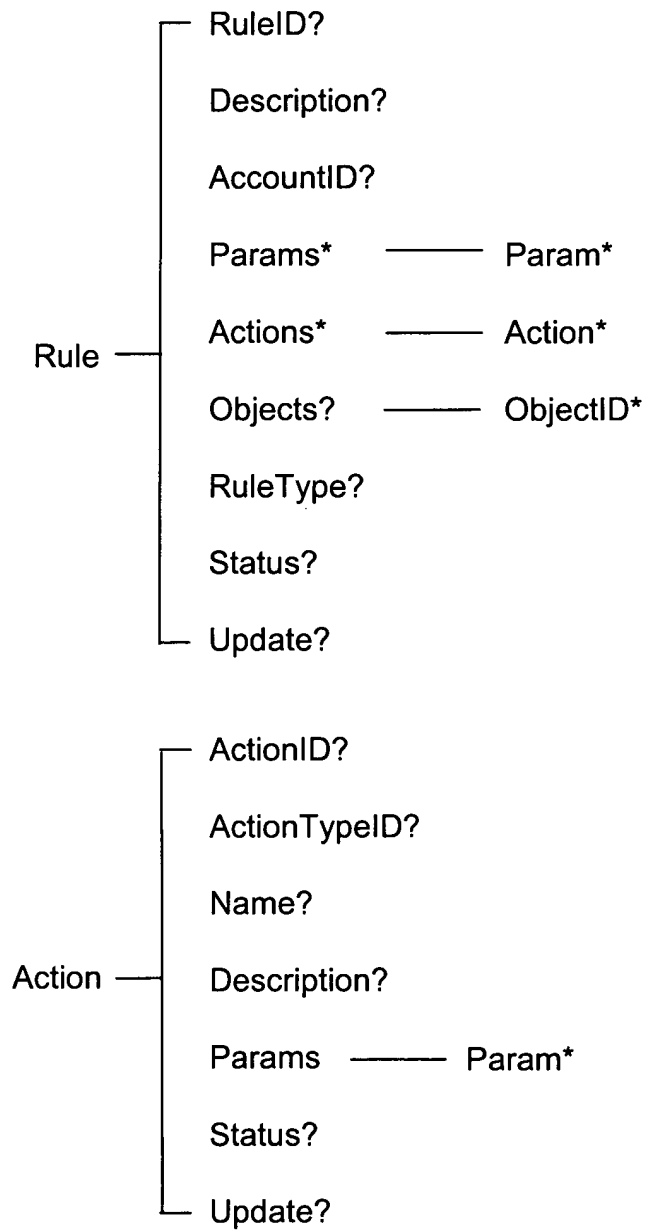 RuleID?
Description?
AccountID?
Params* Param*
Actions* Action*
Rule
Objects? ObjectID*
RuleType?
Status?
Update?
ActionID?
ActionTypeID?
Name?
Action
Description?
Params Param*
Status?
Update?